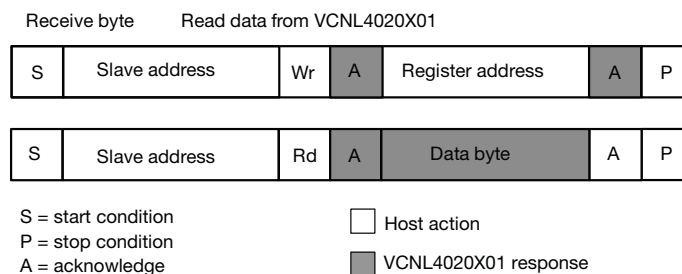 Receive byte Read data from VCNL4020X01
S Slave address Wr A Register address A P
S Slave address Rd A Data byte A P
S = start condition
P = stop condition
A = acknowledge
Host action
VCNL4020X01 response